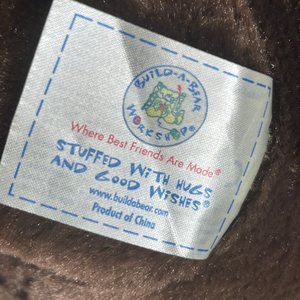 BUILD-A-BEAR
WORKSHOP®
Where Best Friends Are Made®
STUFFED WITH HUGS
AND GOOD WISHES®
www.buildabear.com
Product of China